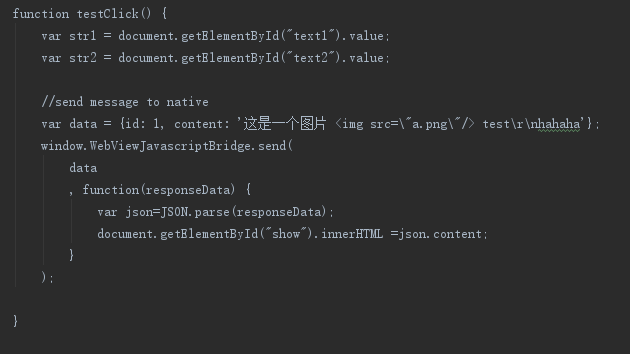 function testClick() {
var str1 = document.getElementById("text1").value;
var str2 = document.getElementById("text2").value;
//send message to native
var data = {id: 1, content: '这是一个图片 <img src=\"a.png\"/> test\r\nhahaha'};
window.WebViewJavascriptBridge.send(
data
, function(responseData) {
var json=JSON.parse(responseData);
document.getElementById("show").innerHTML =json.content;
}
);
}